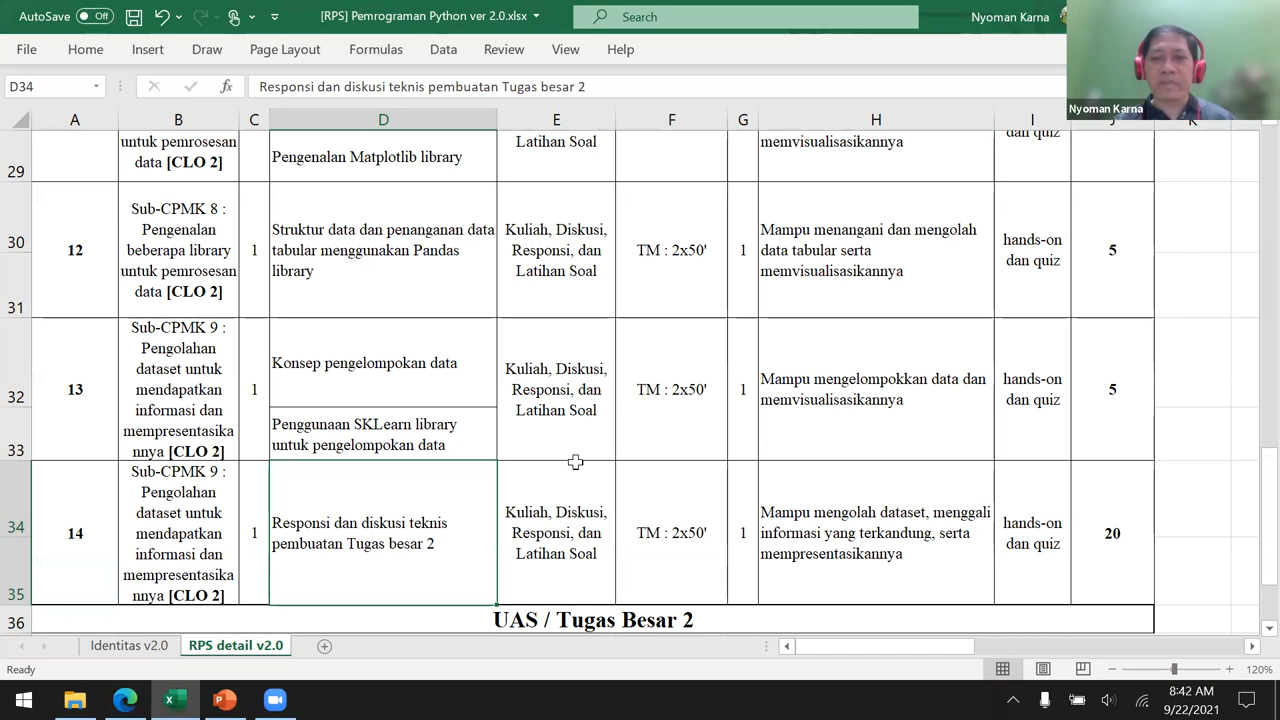 AutoSave Off [RPS] Pemrograman Python ver 2.0.xlsx Search Nyoman Karna
File Home Insert Draw Page Layout Formulas Data Review View Help
Nyoman Karna
D34 fx Responsi dan diskusi teknis pembuatan Tugas besar 2
A B C D E F G H I J K
untuk pemrosesan
data [CLO 2]
Pengenalan Matplotlib library
Latihan Soal
memvisualisasikannya
dan quiz
29
30
31
12
Sub-CPMK 8 :
Pengenalan
beberapa library
untuk pemrosesan
data [CLO 2]
1
Struktur data dan penanganan data
tabular menggunakan Pandas
library
Kuliah, Diskusi,
Responsi, dan
Latihan Soal
TM : 2x50'
1
Mampu menangani dan mengolah
data tabular serta
memvisualisasikannya
hands-on
dan quiz
5
32
33
13
Sub-CPMK 9 :
Pengolahan
dataset untuk
mendapatkan
informasi dan
mempresentasika
nnya [CLO 2]
1
Konsep pengelompokan data
Penggunaan SKLearn library
untuk pengelompokan data
Kuliah, Diskusi,
Responsi, dan
Latihan Soal
TM : 2x50'
1
Mampu mengelompokkan data dan
memvisualisasikannya
hands-on
dan quiz
5
34
35
14
Sub-CPMK 9 :
Pengolahan
dataset untuk
mendapatkan
informasi dan
mempresentasika
nnya [CLO 2]
1
Responsi dan diskusi teknis
pembuatan Tugas besar 2
Kuliah, Diskusi,
Responsi, dan
Latihan Soal
TM : 2x50'
1
Mampu mengolah dataset, menggali
informasi yang terkandung, serta
mempresentasikannya
hands-on
dan quiz
20
36
UAS / Tugas Besar 2
Identitas v2.0 RPS detail v2.0
Ready 120%
8:42 AM
9/22/2021